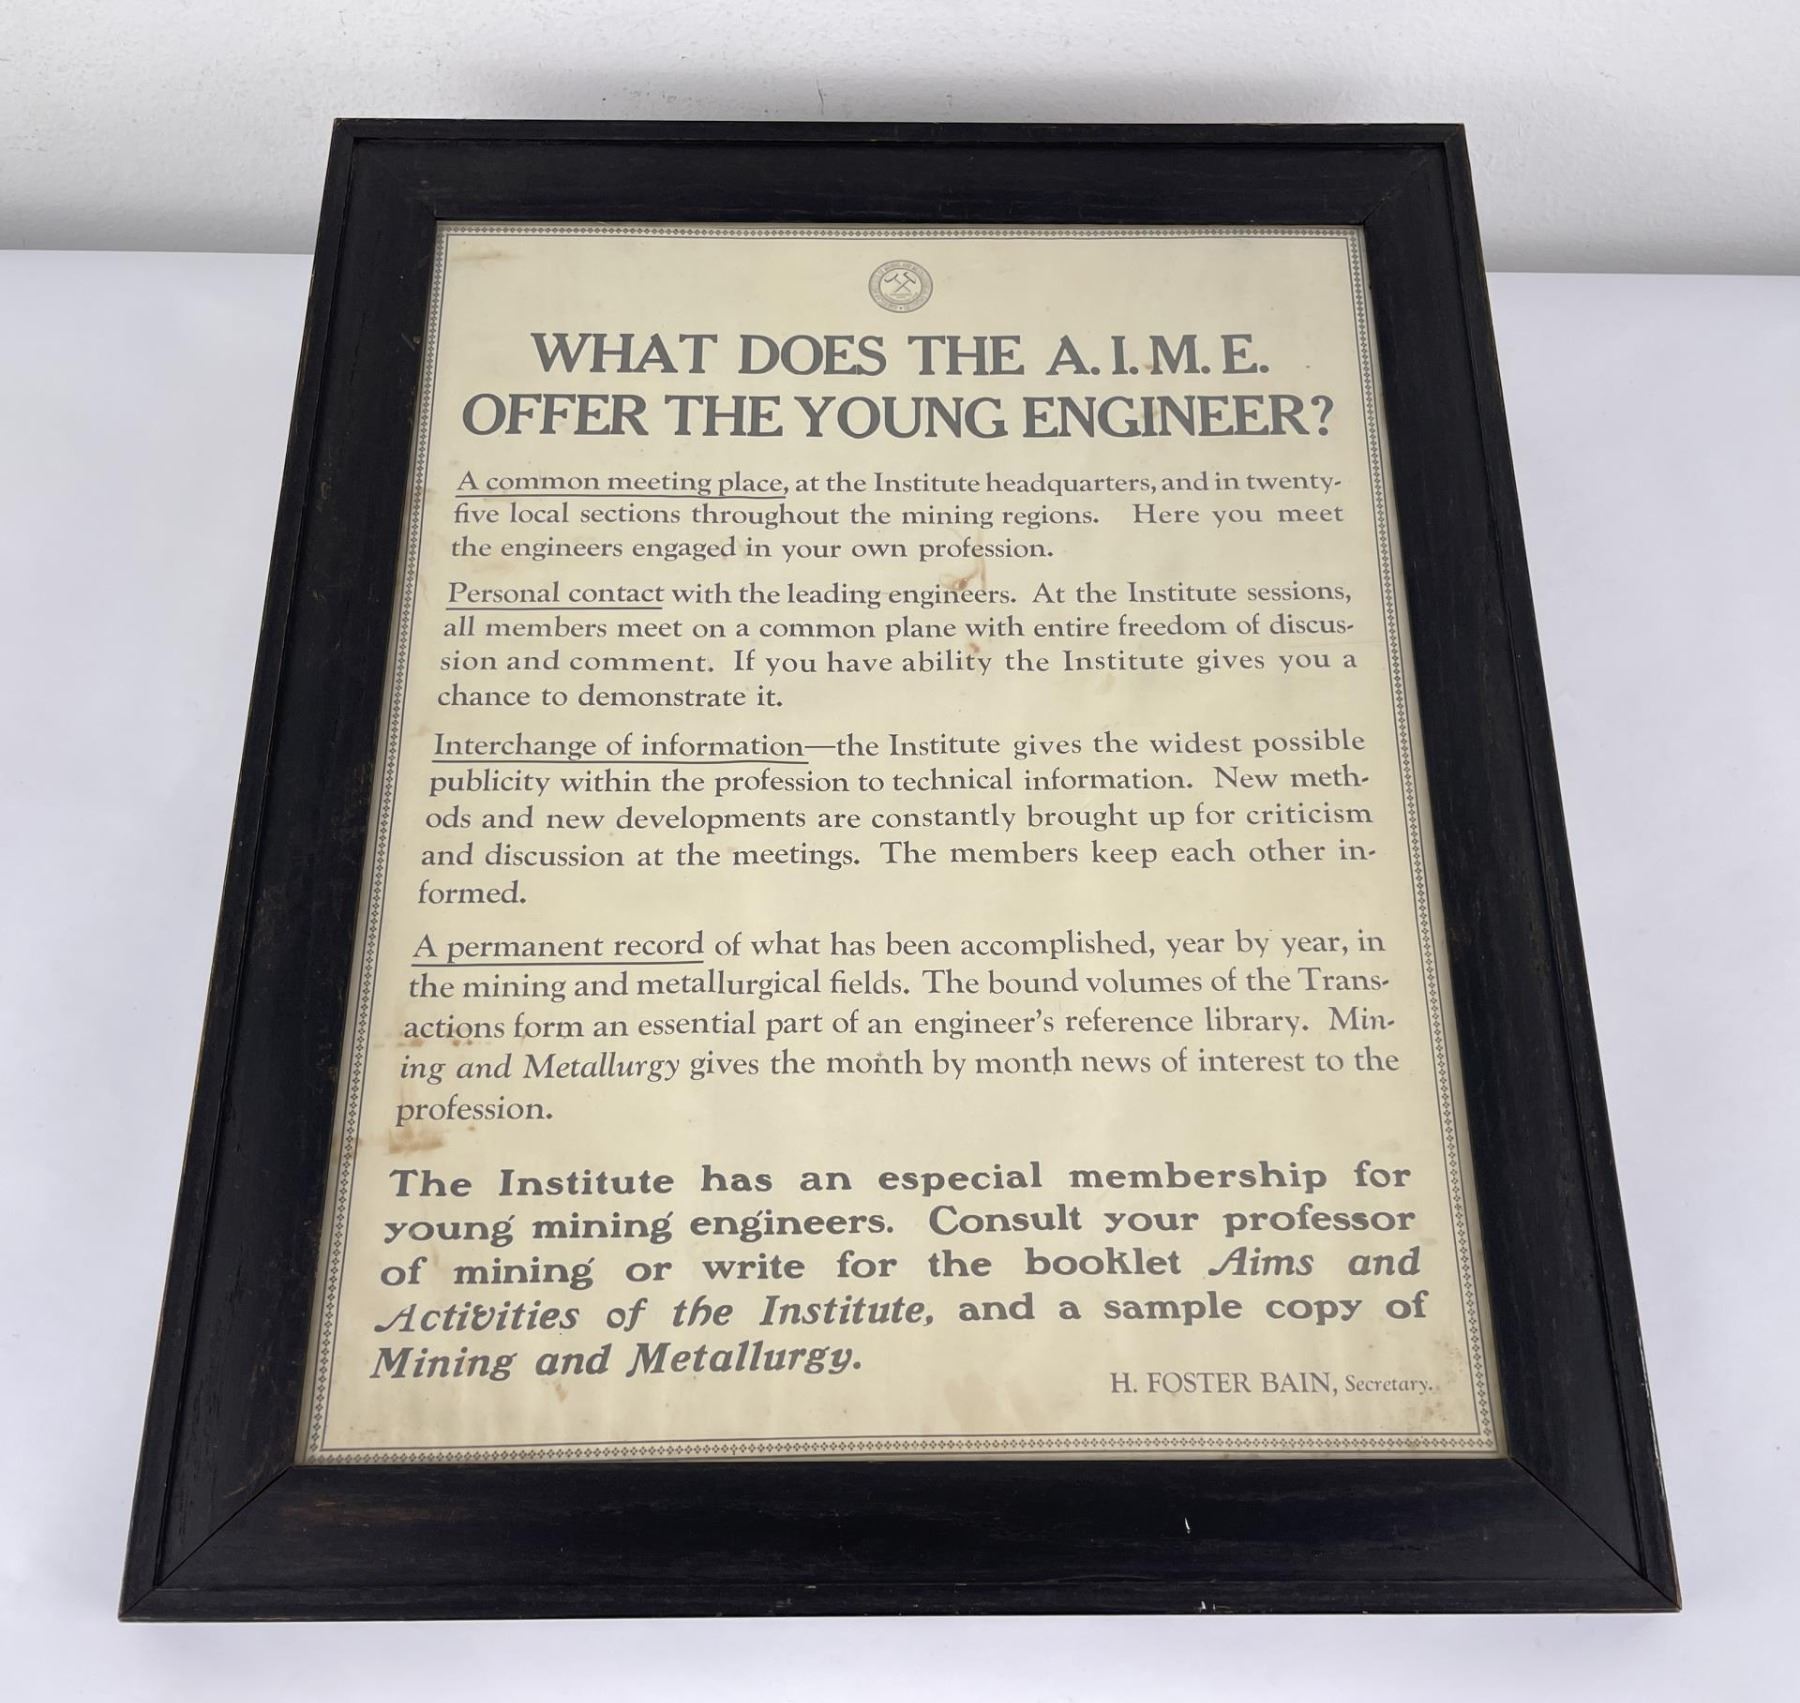 WHAT DOES THE A. I. M. E.
OFFER THE YOUNG ENGINEER?
A common meeting place, at the Institute headquarters, and in twenty-
five local sections throughout the mining regions. Here you meet
the engineers engaged in your own profession.
Personal contact with the leading engineers. At the Institute sessions,
all members meet on a common plane with entire freedom of discus-
sion and comment. If you have ability the Institute gives you a
chance to demonstrate it.
Interchange of information—the Institute gives the widest possible
publicity within the profession to technical information. New meth-
ods and new developments are constantly brought up for criticism
and discussion at the meetings. The members keep each other in-
formed.
A permanent record of what has been accomplished, year by year, in
the mining and metallurgical fields. The bound volumes of the Trans-
actions form an essential part of an engineer's reference library. Min-
ing and Metallurgy gives the month by month news of interest to the
profession.
The Institute has an especial membership for
young mining engineers. Consult your professor
of mining or write for the booklet Aims and
Activities of the Institute, and a sample copy of
Mining and Metallurgy.
H. FOSTER BAIN, Secretary.